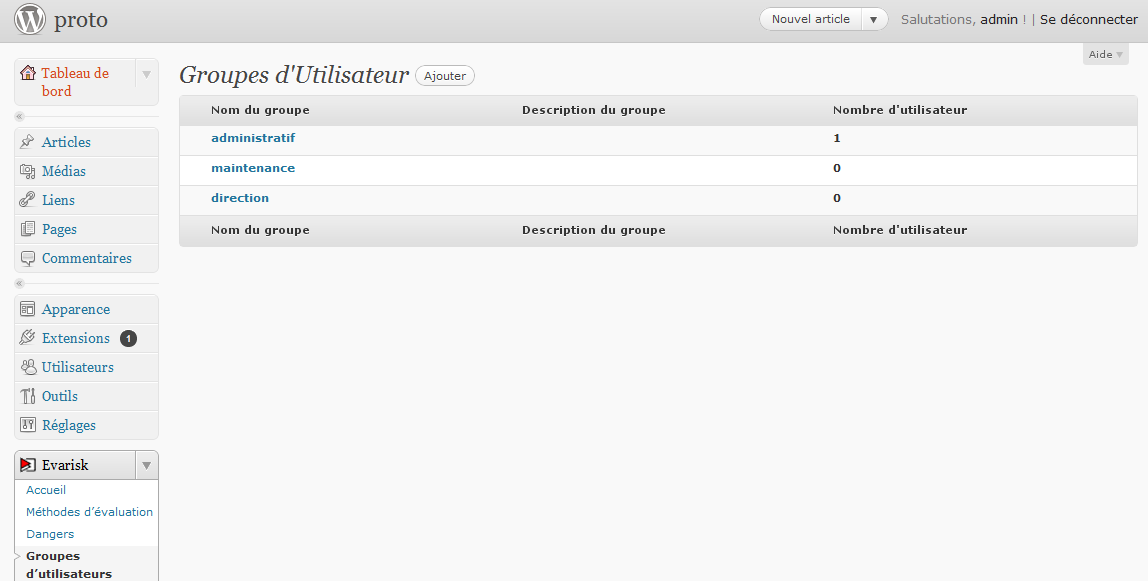 proto
Nouvel article ▼ Salutations, admin ! | Se déconnecter
Aide ▼
Tableau de
bord
«
Articles
Médias
Liens
Pages
Commentaires
«
Apparence
Extensions 1
Utilisateurs
Outils
Réglages
Evarisk
Accueil
Méthodes d’évaluation
Dangers
Groupes
d’utilisateurs
Groupes d'Utilisateur Ajouter
Nom du groupe Description du groupe Nombre d'utilisateur
administratif 1
maintenance 0
direction 0
Nom du groupe Description du groupe Nombre d'utilisateur